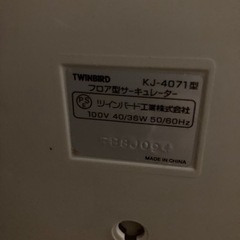 TWINBIRD KJ-4071型
フロア型サーキュレーター
PSE ツインバード工業株式会社
100V 40/36W 50/60Hz
MADE IN CHINA